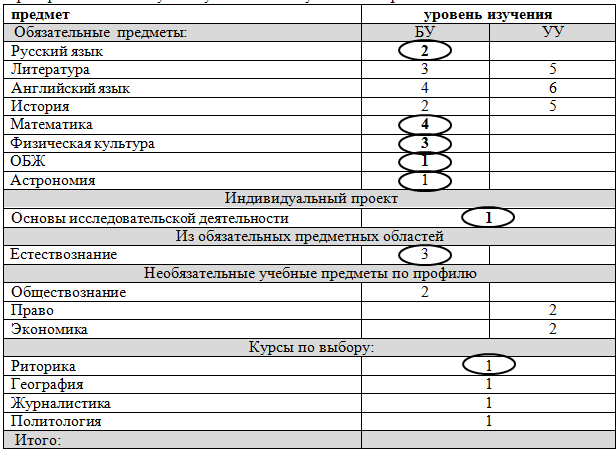 предмет уровень изучения
Обязательные предметы: БУ УУ
Русский язык 2
Литература 3 5
Английский язык 4 6
История 2 5
Математика 4
Физическая культура 3
ОБЖ 1
Астрономия 1
Индивидуальный проект
Основы исследовательской деятельности 1
Из обязательных предметных областей
Естествознание 3
Необязательные учебные предметы по профилю
Обществознание 2
Право 2
Экономика 2
Курсы по выбору:
Риторика 1
География 1
Журналистика 1
Политология 1
Итого: